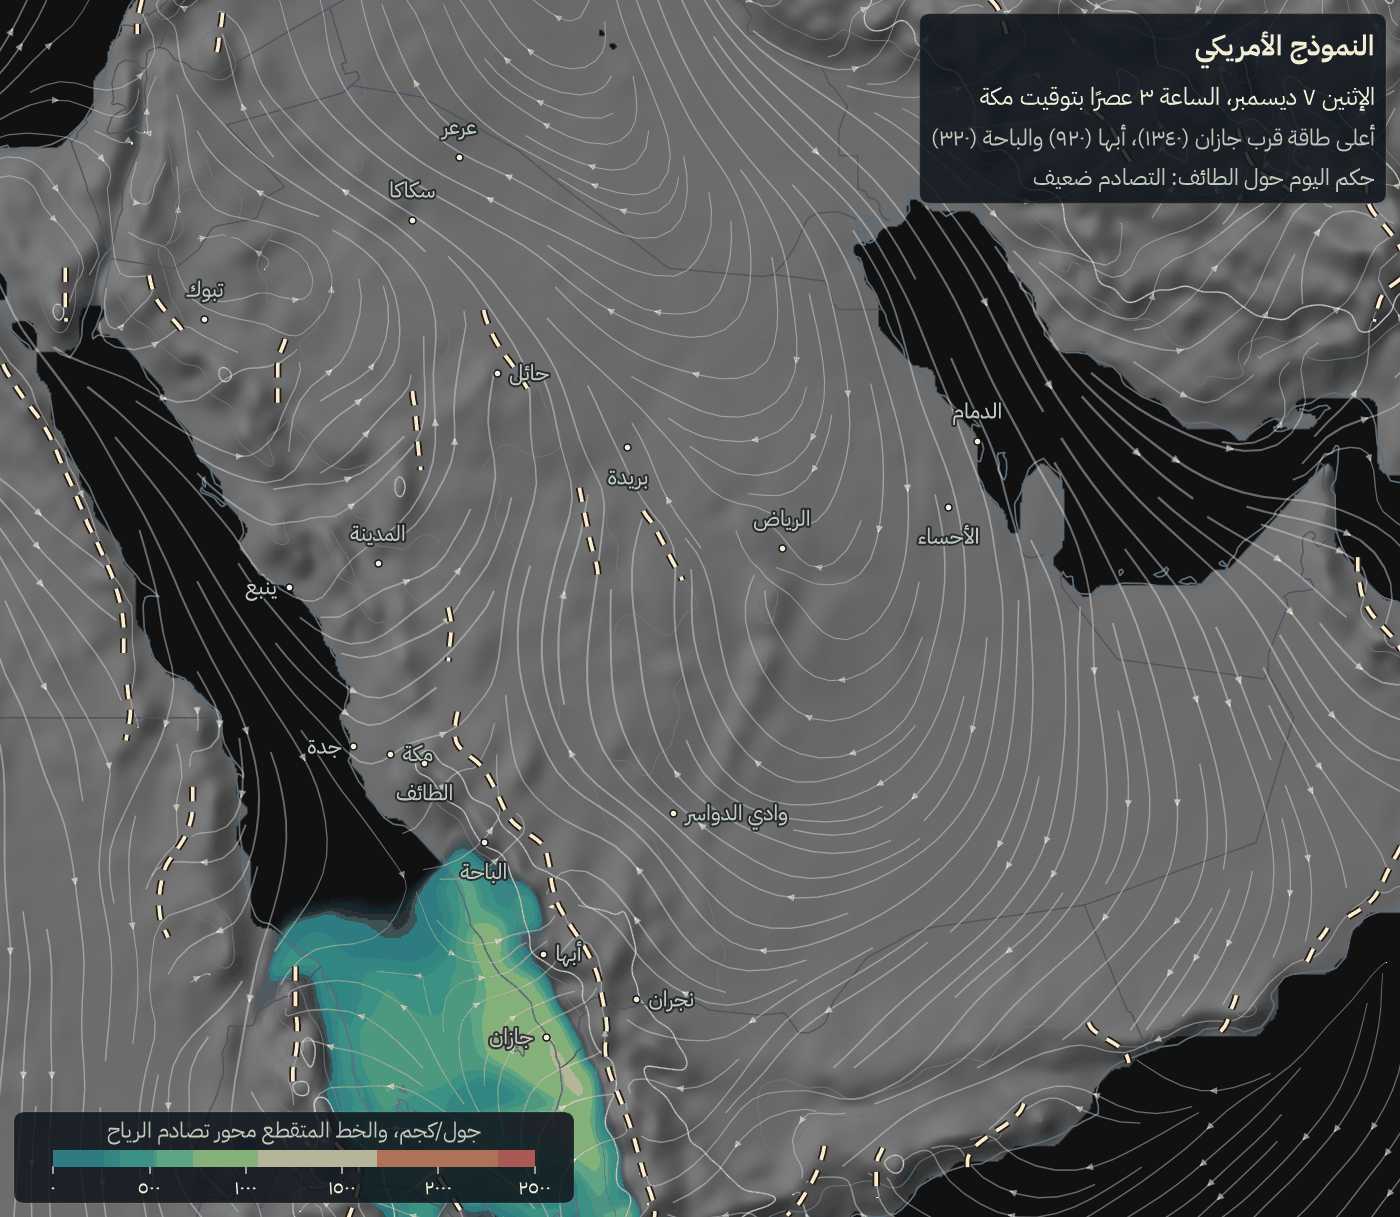 النموذج الأمريكي
الإثنين ٧ ديسمبر، الساعة ٣ عصرًا بتوقيت مكة
أعلى طاقة قرب جازان (١٣٤٠)، أبها (٩٢٠) والباحة (٣٢٠)
حكم اليوم حول الطائف: التصادم ضعيف
عرعر
سكاكا
تبوك
حائل
الدمام
بريدة
الرياض
الأحساء
المدينة
ينبع
جدة
مكة
الطائف
وادي الدواسر
الباحة
أبها
نجران
جازان
جول/كجم، والخط المتقطع محور تصادم الرياح
٠ ٥٠٠ ١٠٠٠ ١٥٠٠ ٢٠٠٠ ٢٥٠٠